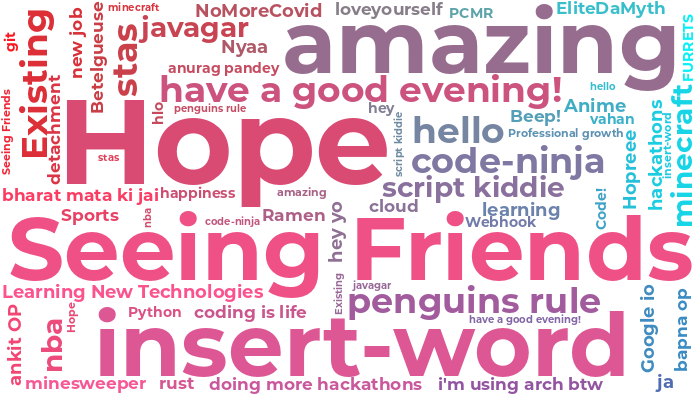 minecraft
NoMoreCovid
loveyourself
PCMR
EliteDaMyth
git
Existing
new job
Betelgueuse
stas
javagar
Nyaa
amazing
FURRETS
anurag pandey
have a good evening!
hello
Seeing Friends
detachment
Hope
hlo
penguins rule
hey
script kiddie
hello
Beep!
Anime
vahan
Professional growth
Hopreee
hackathons
insert-word
minecraft
stas
code-ninja
script kiddie
bharat mata ki jai
happiness
amazing
cloud
learning
Code!
Sports
nba
code-ninja
Ramen
hey yo
Webhook
Seeing Friends
Learning New Technologies
Existing
javagar
penguins rule
Google io
bapna op
ankit OP
nba
Hope
Python
coding is life
have a good evening!
insert-word
minesweeper
rust
doing more hackathons
i'm using arch btw
ja